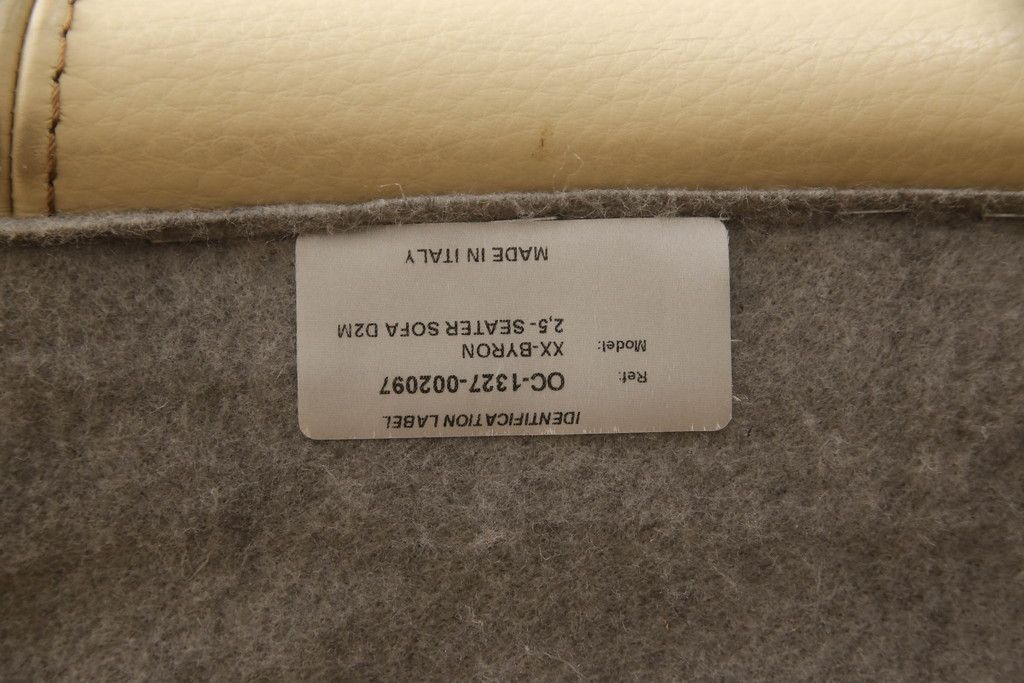 IDENTIFICATION LABEL
Ref: OC-1327-002097
Model: XX-BYRON
2,5- SEATER SOFA D2M
MADE IN ITALY